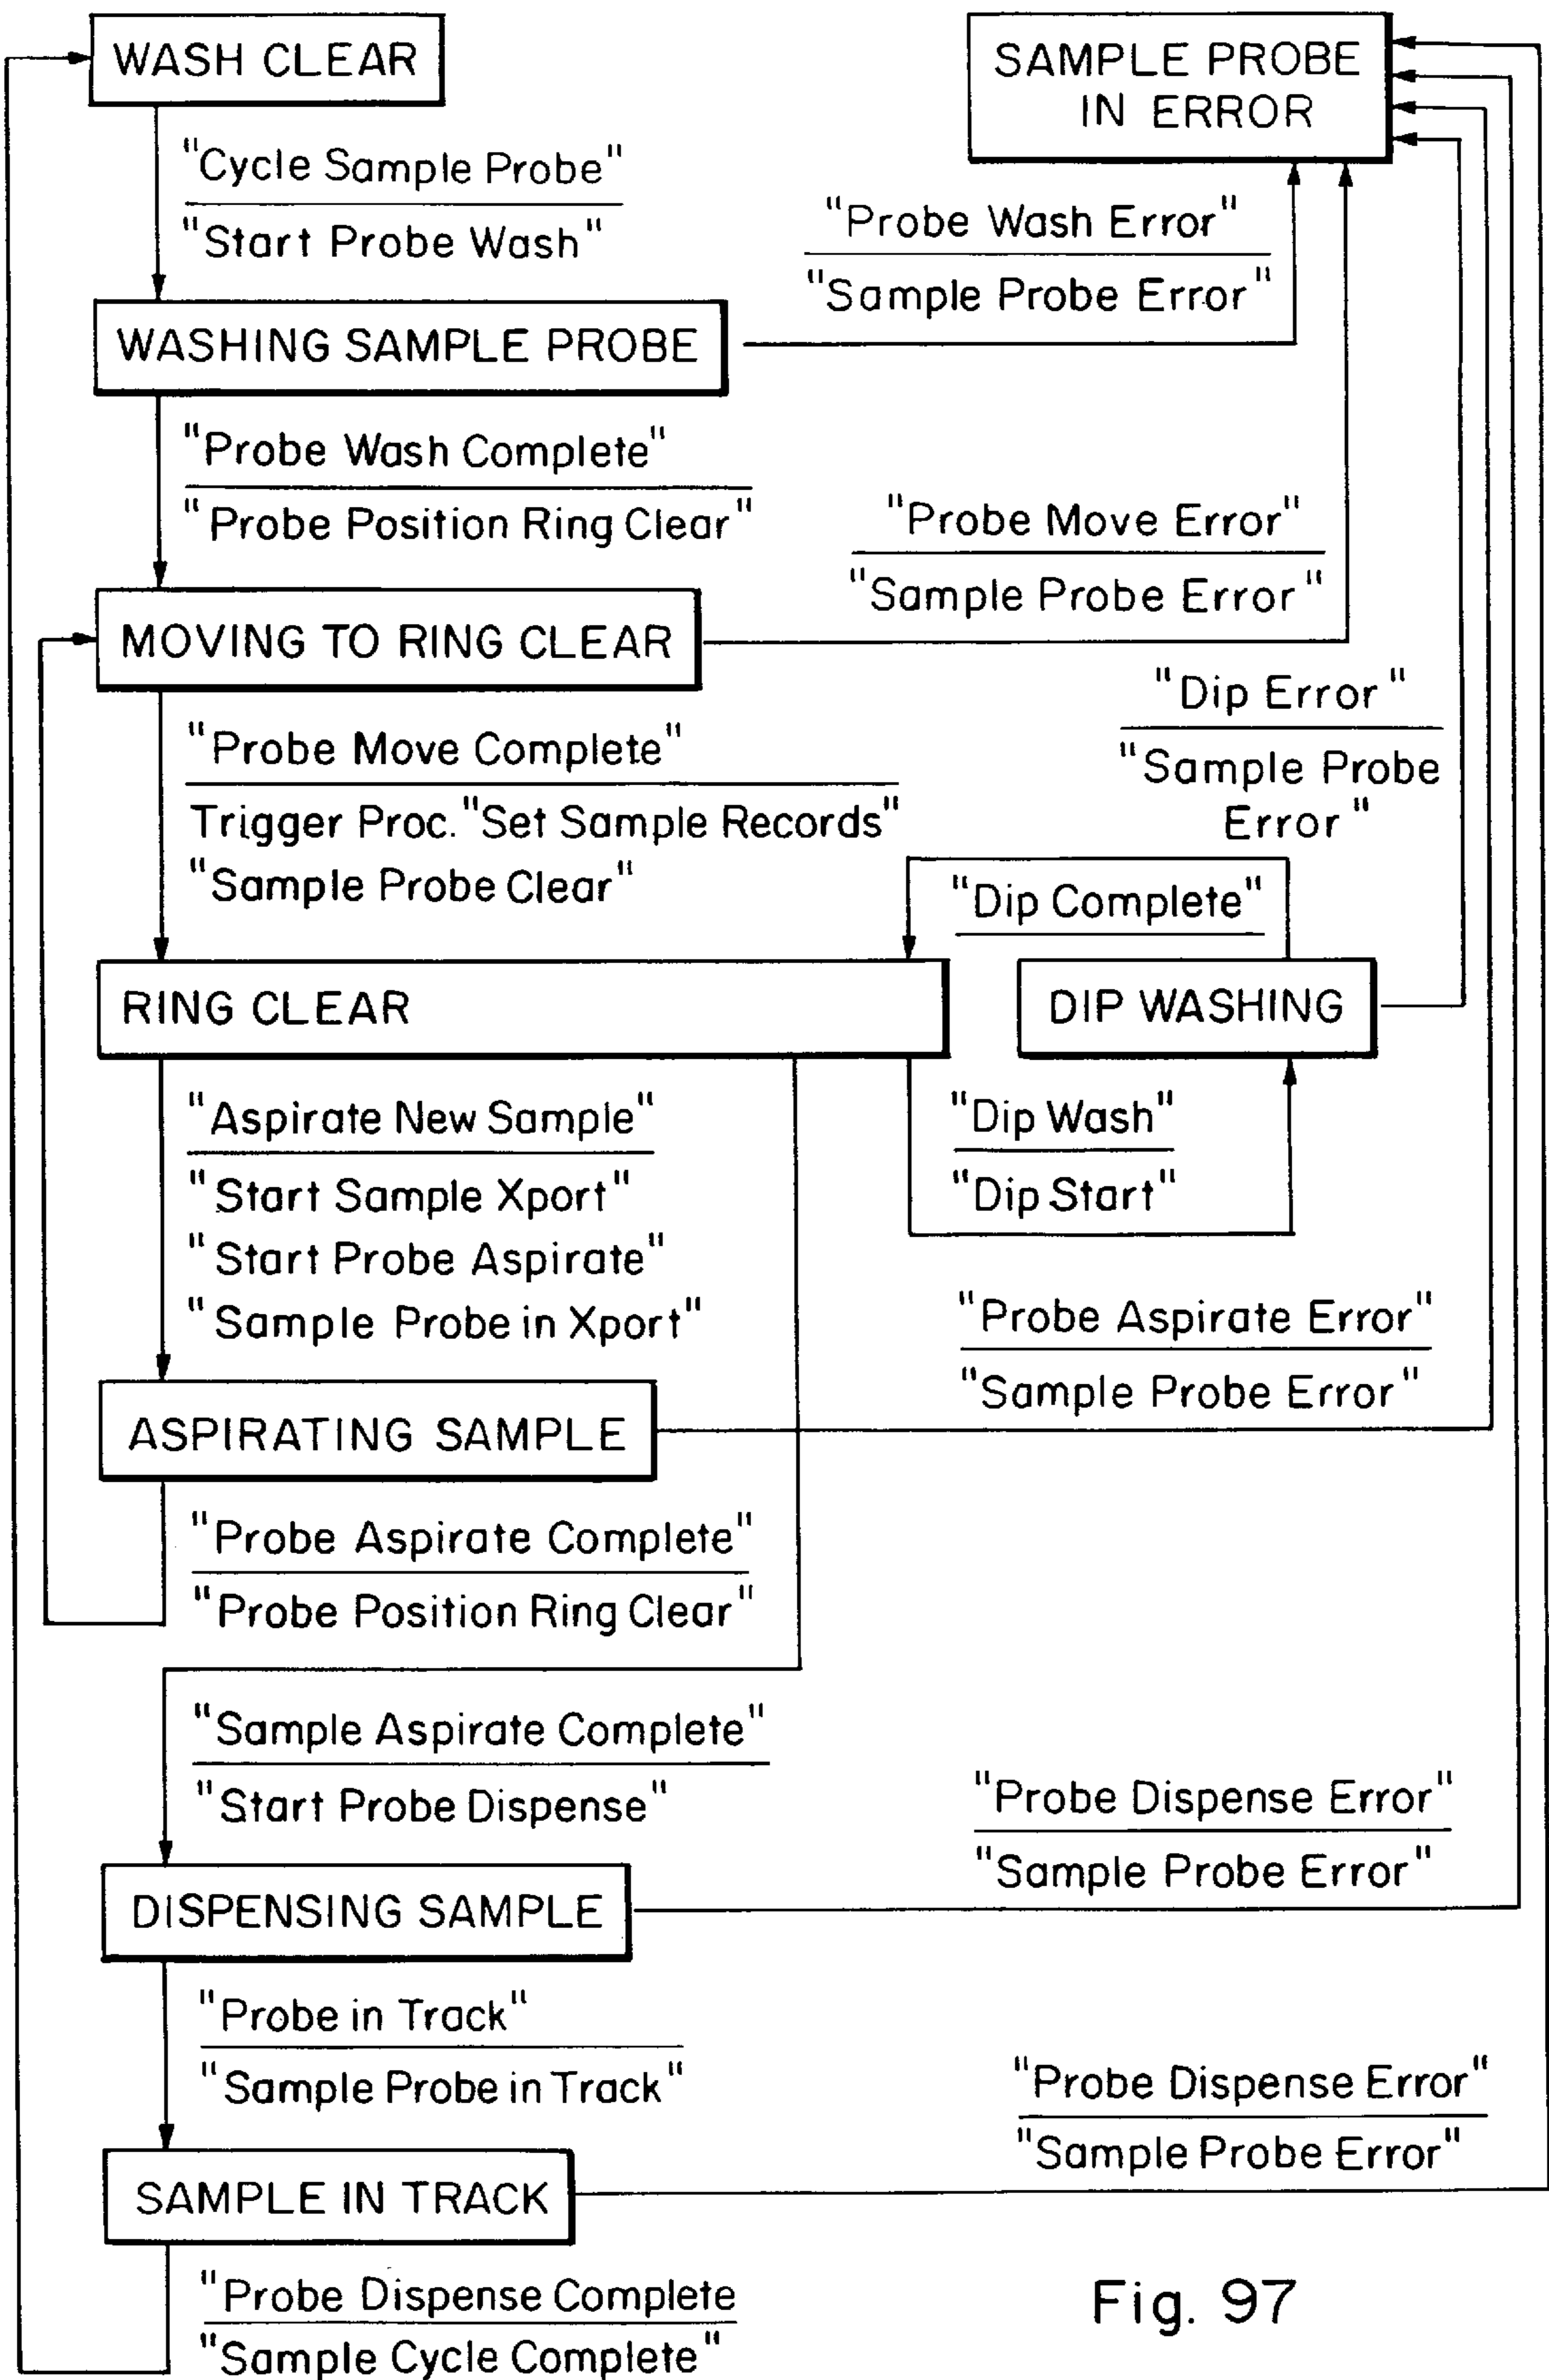 WASH CLEAR
SAMPLE PROBE
IN ERROR
"Cycle Sample Probe"
"Start Probe Wash"
"Probe Wash Error"
"Sample Probe Error"
WASHING SAMPLE PROBE
"Probe Wash Complete"
"Probe Position Ring Clear"
"Probe Move Error"
"Sample Probe Error"
MOVING TO RING CLEAR
"Probe Move Complete"
Trigger Proc. "Set Sample Records"
"Sample Probe Clear"
"Dip Error"
"Sample Probe
Error"
"Dip Complete"
RING CLEAR
DIP WASHING
"Aspirate New Sample"
"Start Sample Xport"
"Start Probe Aspirate"
"Sample Probe in Xport"
"Dip Wash"
"Dip Start"
"Probe Aspirate Error"
"Sample Probe Error"
ASPIRATING SAMPLE
"Probe Aspirate Complete"
"Probe Position Ring Clear"
"Sample Aspirate Complete"
"Start Probe Dispense"
"Probe Dispense Error"
"Sample Probe Error"
DISPENSING SAMPLE
"Probe in Track"
"Sample Probe in Track"
"Probe Dispense Error"
"Sample Probe Error"
SAMPLE IN TRACK
"Probe Dispense Complete
"Sample Cycle Complete"
Fig. 97